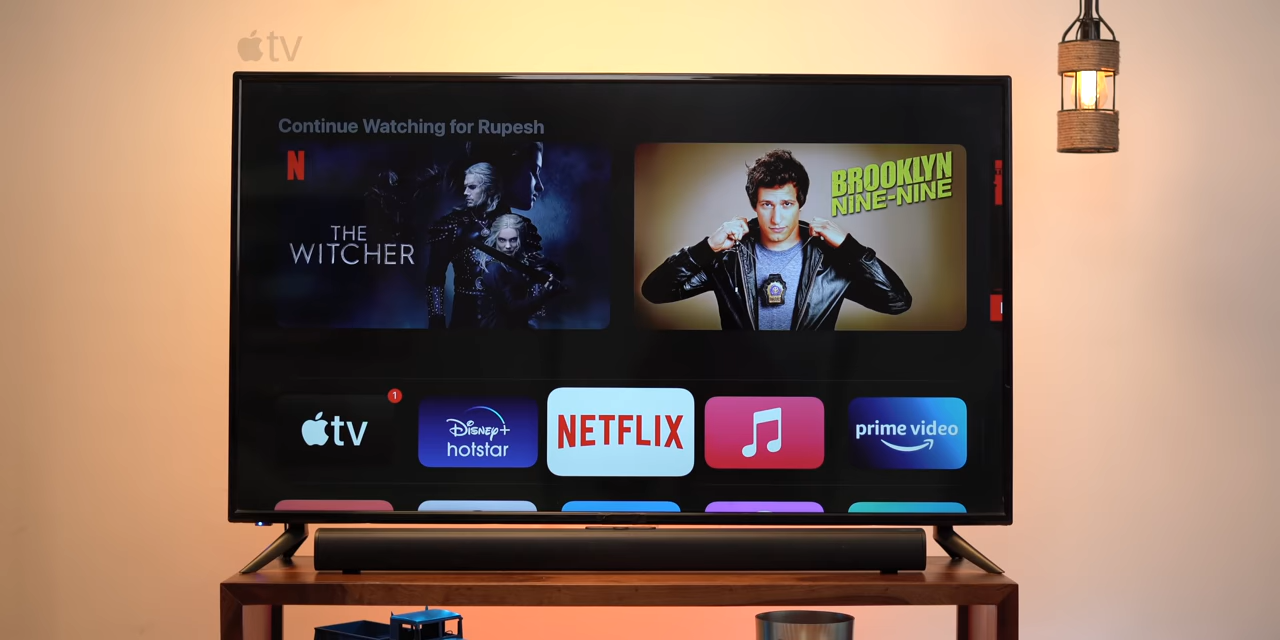 tv
Continue Watching for Rupesh
N
THE
WITCHER
BROOKLYN
NINE-NINE
tv
1
Disney+
hotstar
NETFLIX
prime video